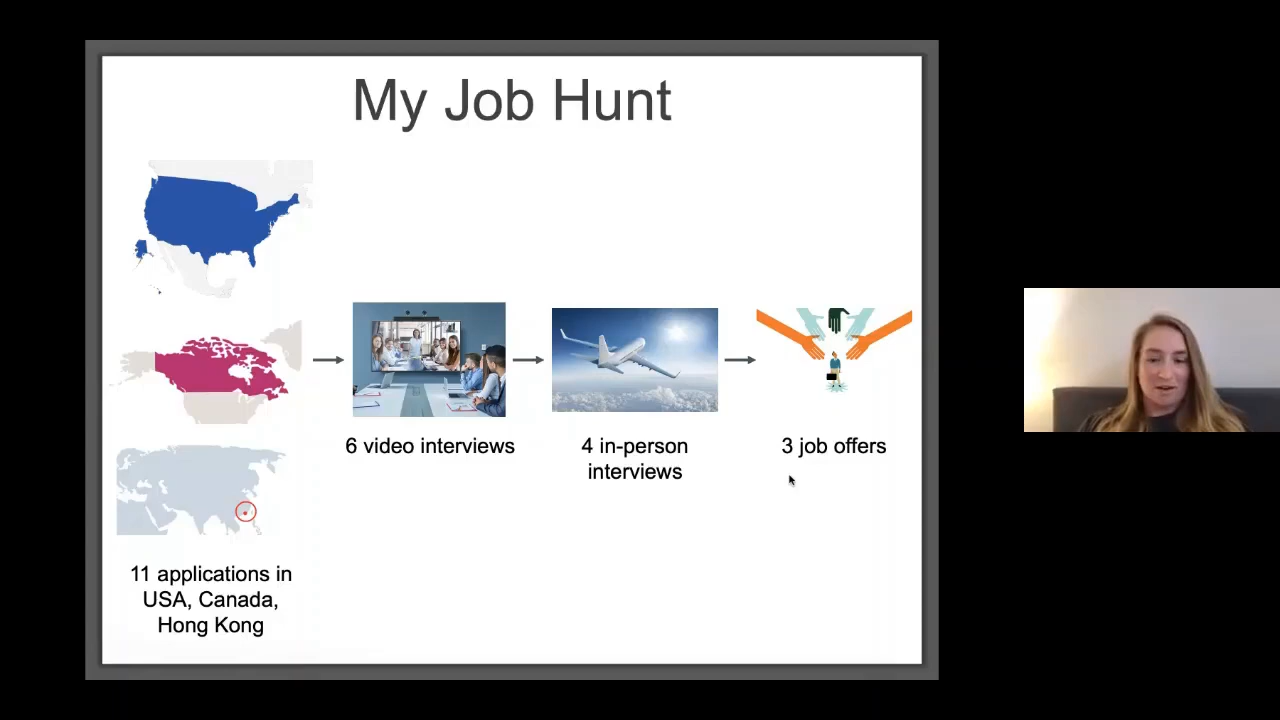 My Job Hunt
6 video interviews
4 in-person
interviews
3 job offers
11 applications in
USA, Canada,
Hong Kong